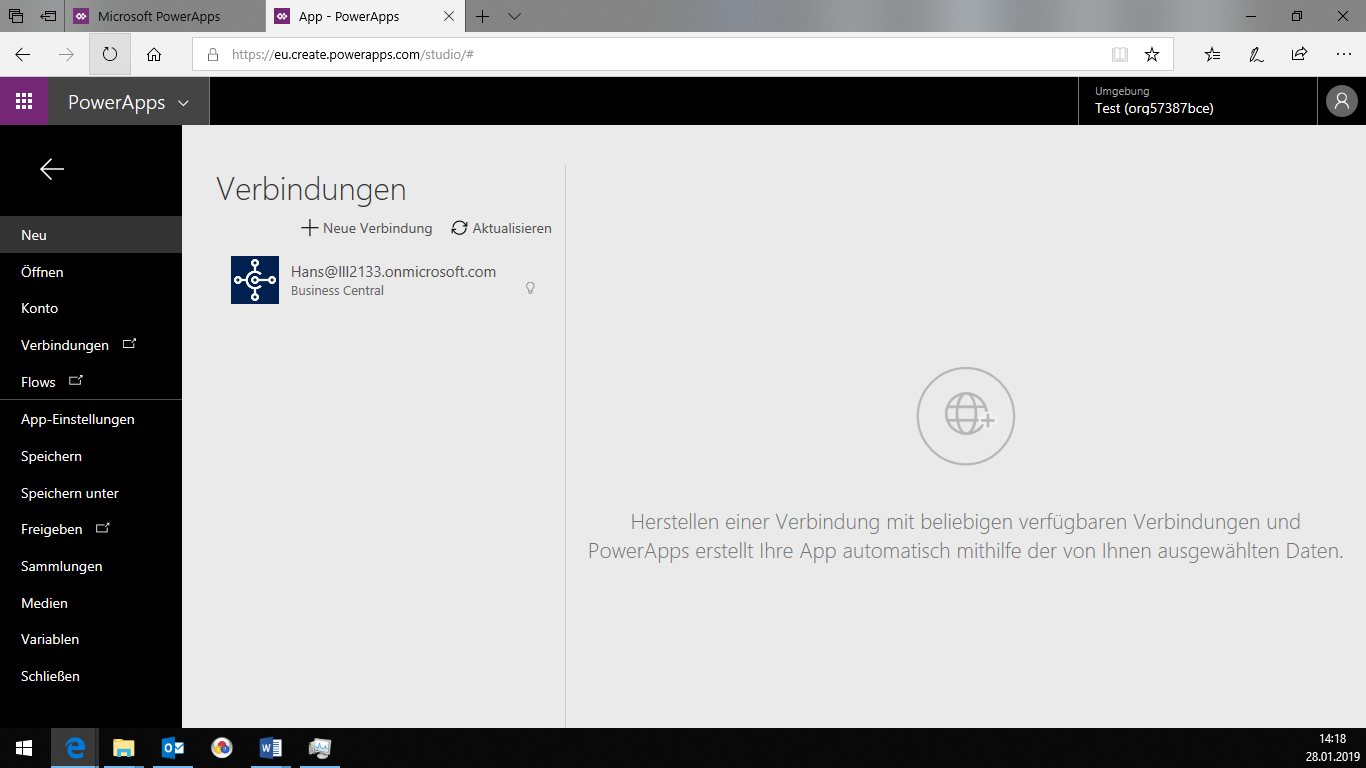 Microsoft PowerApps
App - PowerApps
https://eu.create.powerapps.com/studio/#
PowerApps
Umgebung
Test (orq57387bce)
Neu
Öffnen
Konto
Verbindungen
Flows
App-Einstellungen
Speichern
Speichern unter
Freigeben
Sammlungen
Medien
Variablen
Schließen
Verbindungen
Neue Verbindung
Aktualisieren
Hans@lll2133.onmicrosoft.com
Business Central
Herstellen einer Verbindung mit beliebigen verfügbaren Verbindungen und
PowerApps erstellt Ihre App automatisch mithilfe der von Ihnen ausgewählten Daten.
14:18
28.01.2019